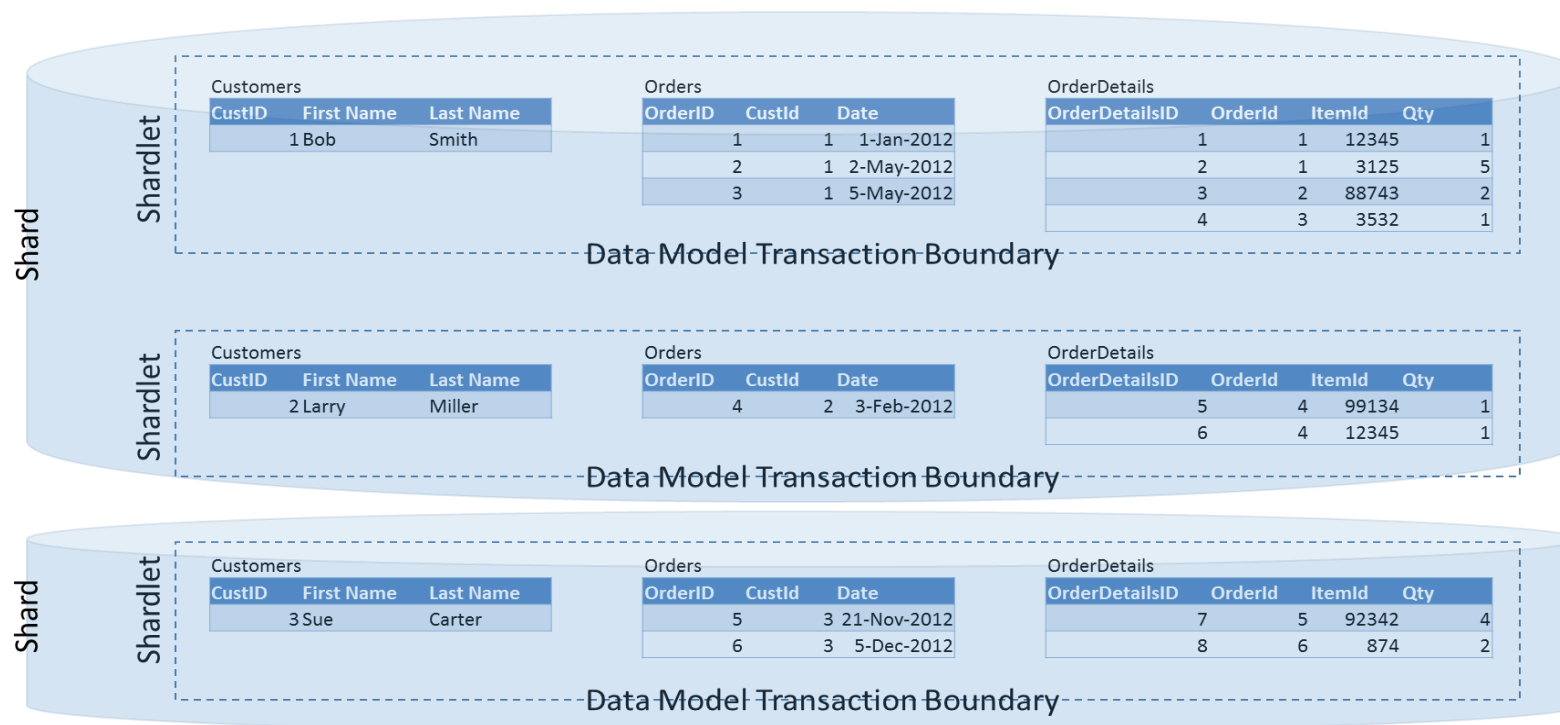 Shard
Shardlet
Customers
CustID First Name Last Name
1 Bob Smith
Orders
OrderID CustId Date
1 1 1-Jan-2012
2 1 2-May-2012
3 1 5-May-2012
OrderDetails
OrderDetailsID OrderId ItemId Qty
1 1 12345 1
2 1 3125 5
3 2 88743 2
4 3 3532 1
Data Model Transaction Boundary
Shardlet
Customers
CustID First Name Last Name
2 Larry Miller
Orders
OrderID CustId Date
4 2 3-Feb-2012
OrderDetails
OrderDetailsID OrderId ItemId Qty
5 4 99134 1
6 4 12345 1
Data Model Transaction Boundary
Shard
Shardlet
Customers
CustID First Name Last Name
3 Sue Carter
Orders
OrderID CustId Date
5 3 21-Nov-2012
6 3 5-Dec-2012
OrderDetails
OrderDetailsID OrderId ItemId Qty
7 5 92342 4
8 6 874 2
Data Model Transaction Boundary